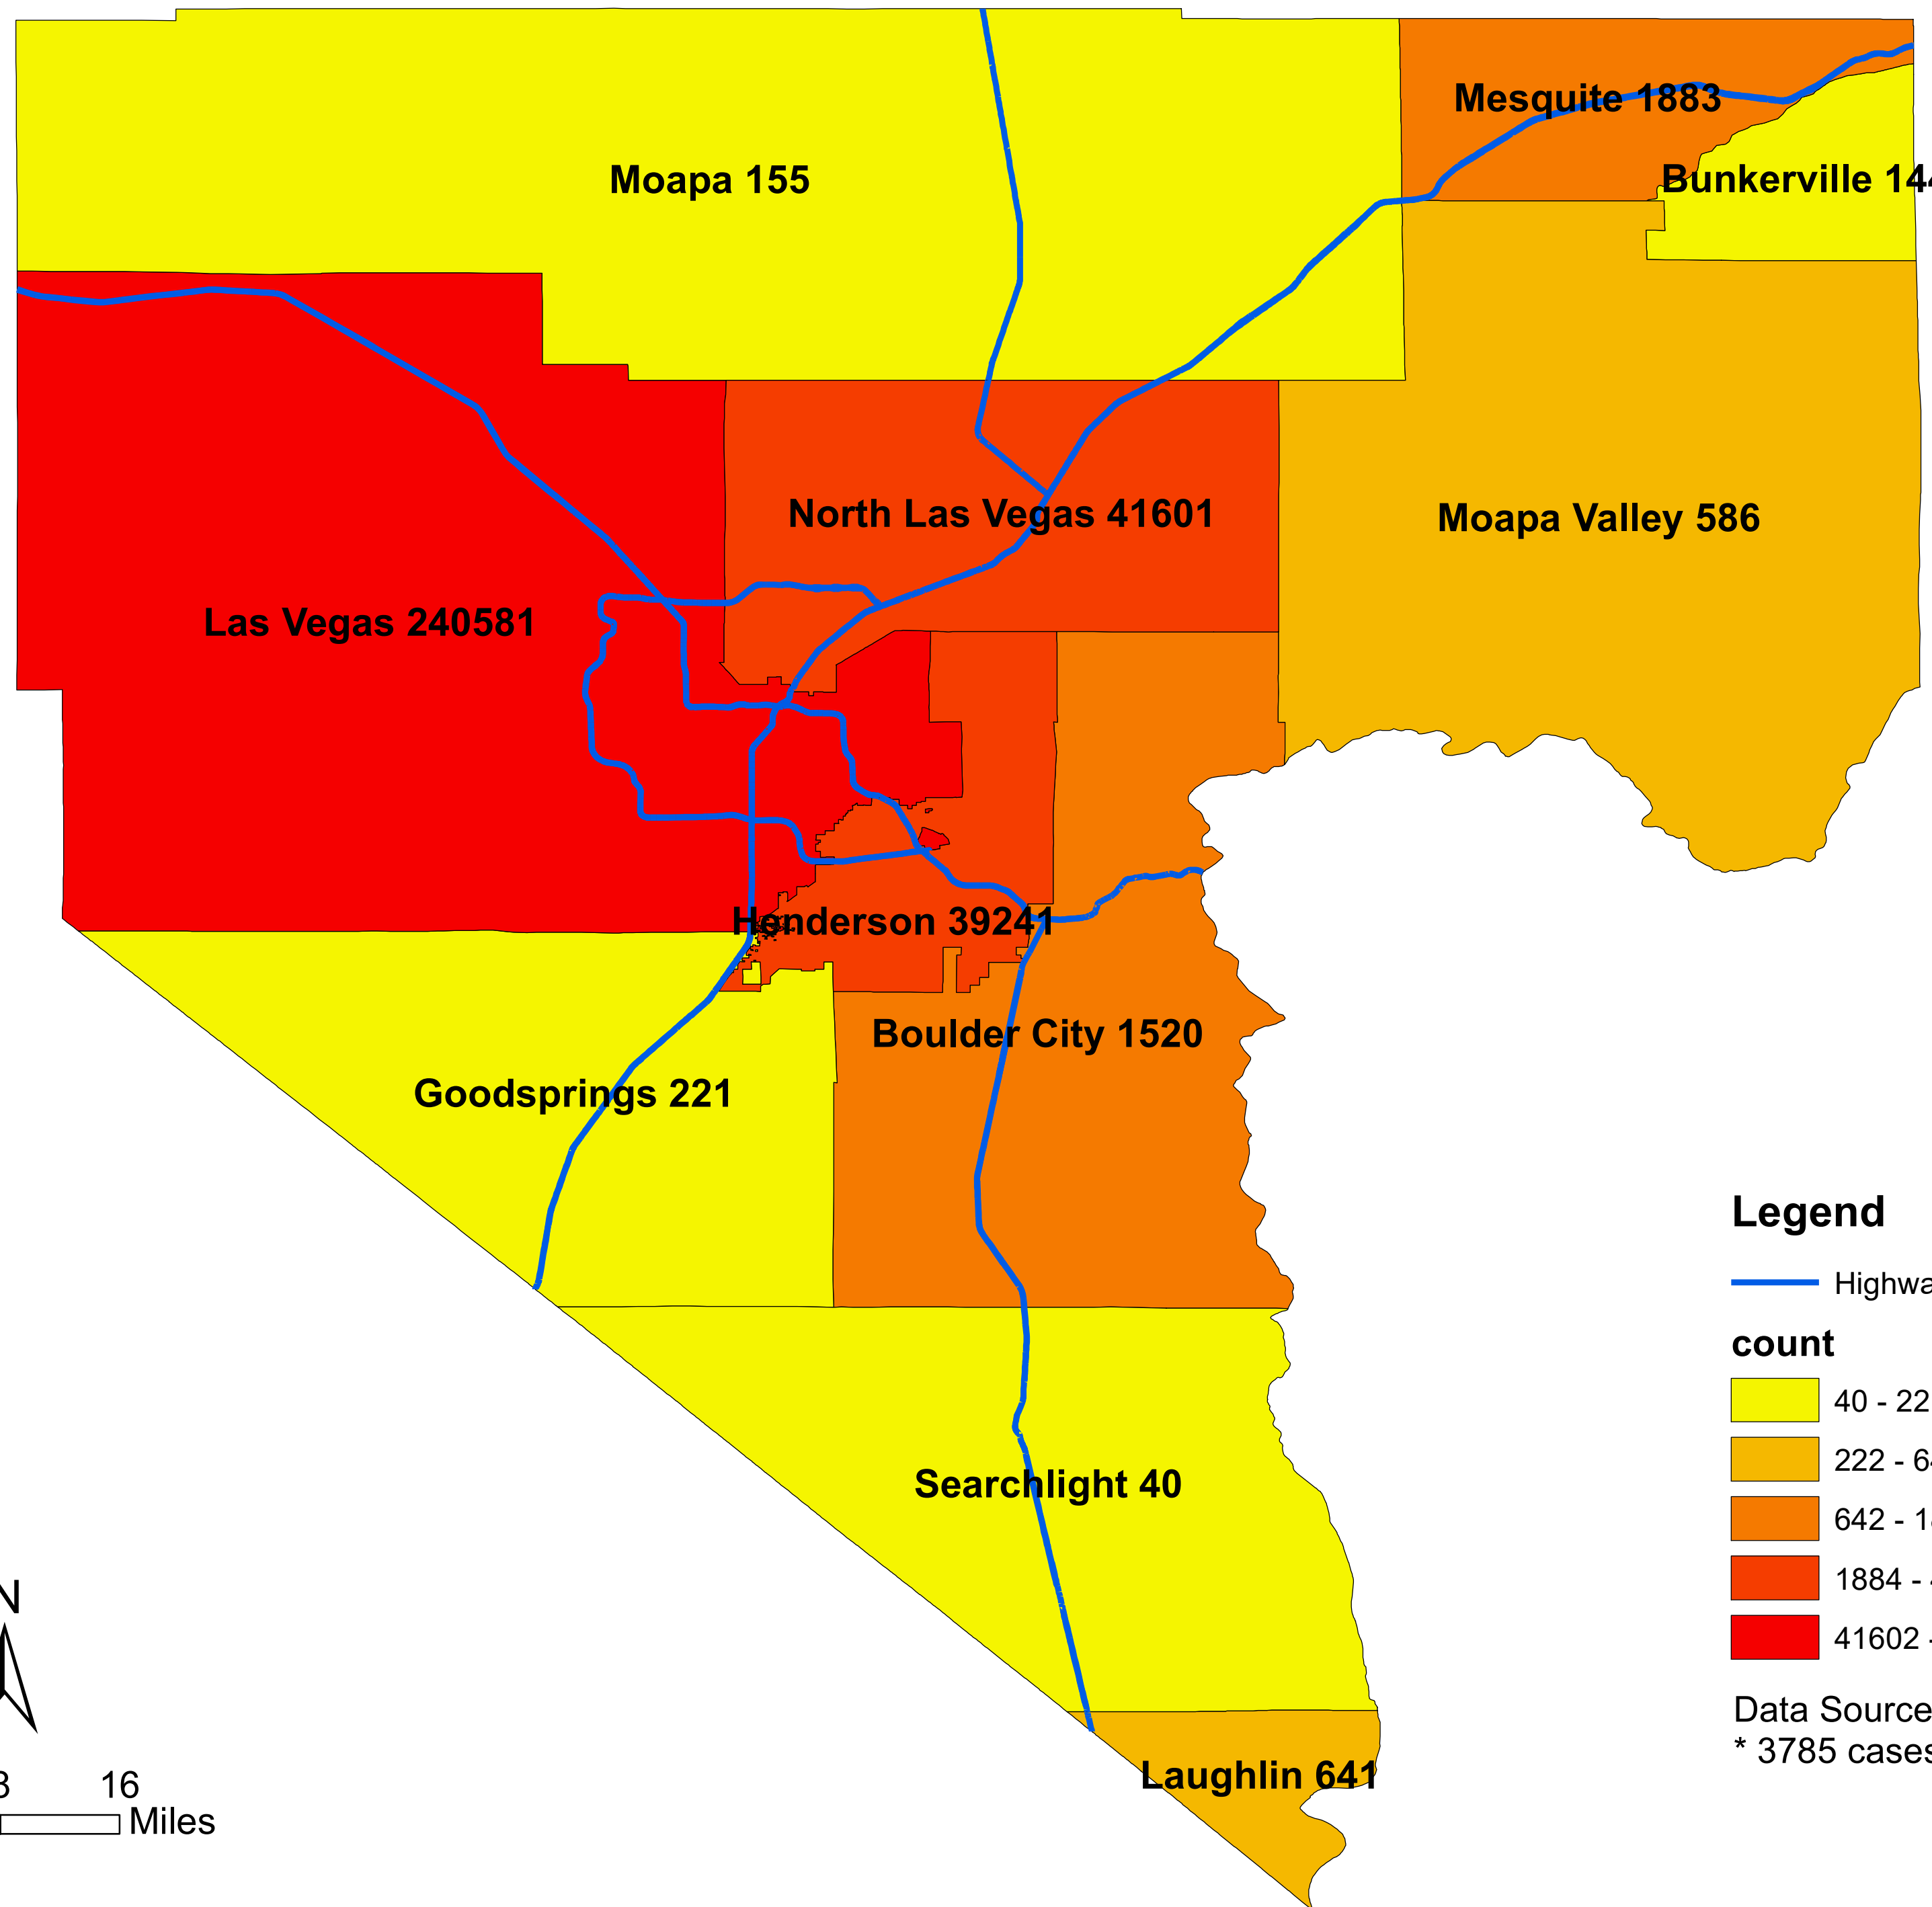 Mesquite 1883
Moapa 155
Bunkerville 144
North Las Vegas 41601
Moapa Valley 586
Las Vegas 240581
Henderson 39241
Boulder City 1520
Goodsprings 221
Searchlight 40
Laughlin 641
Legend
count
40 - 22
222 - 6
642 - 1
1884 -
41602 -
Data Source
* 3785 cases
N
16
Miles